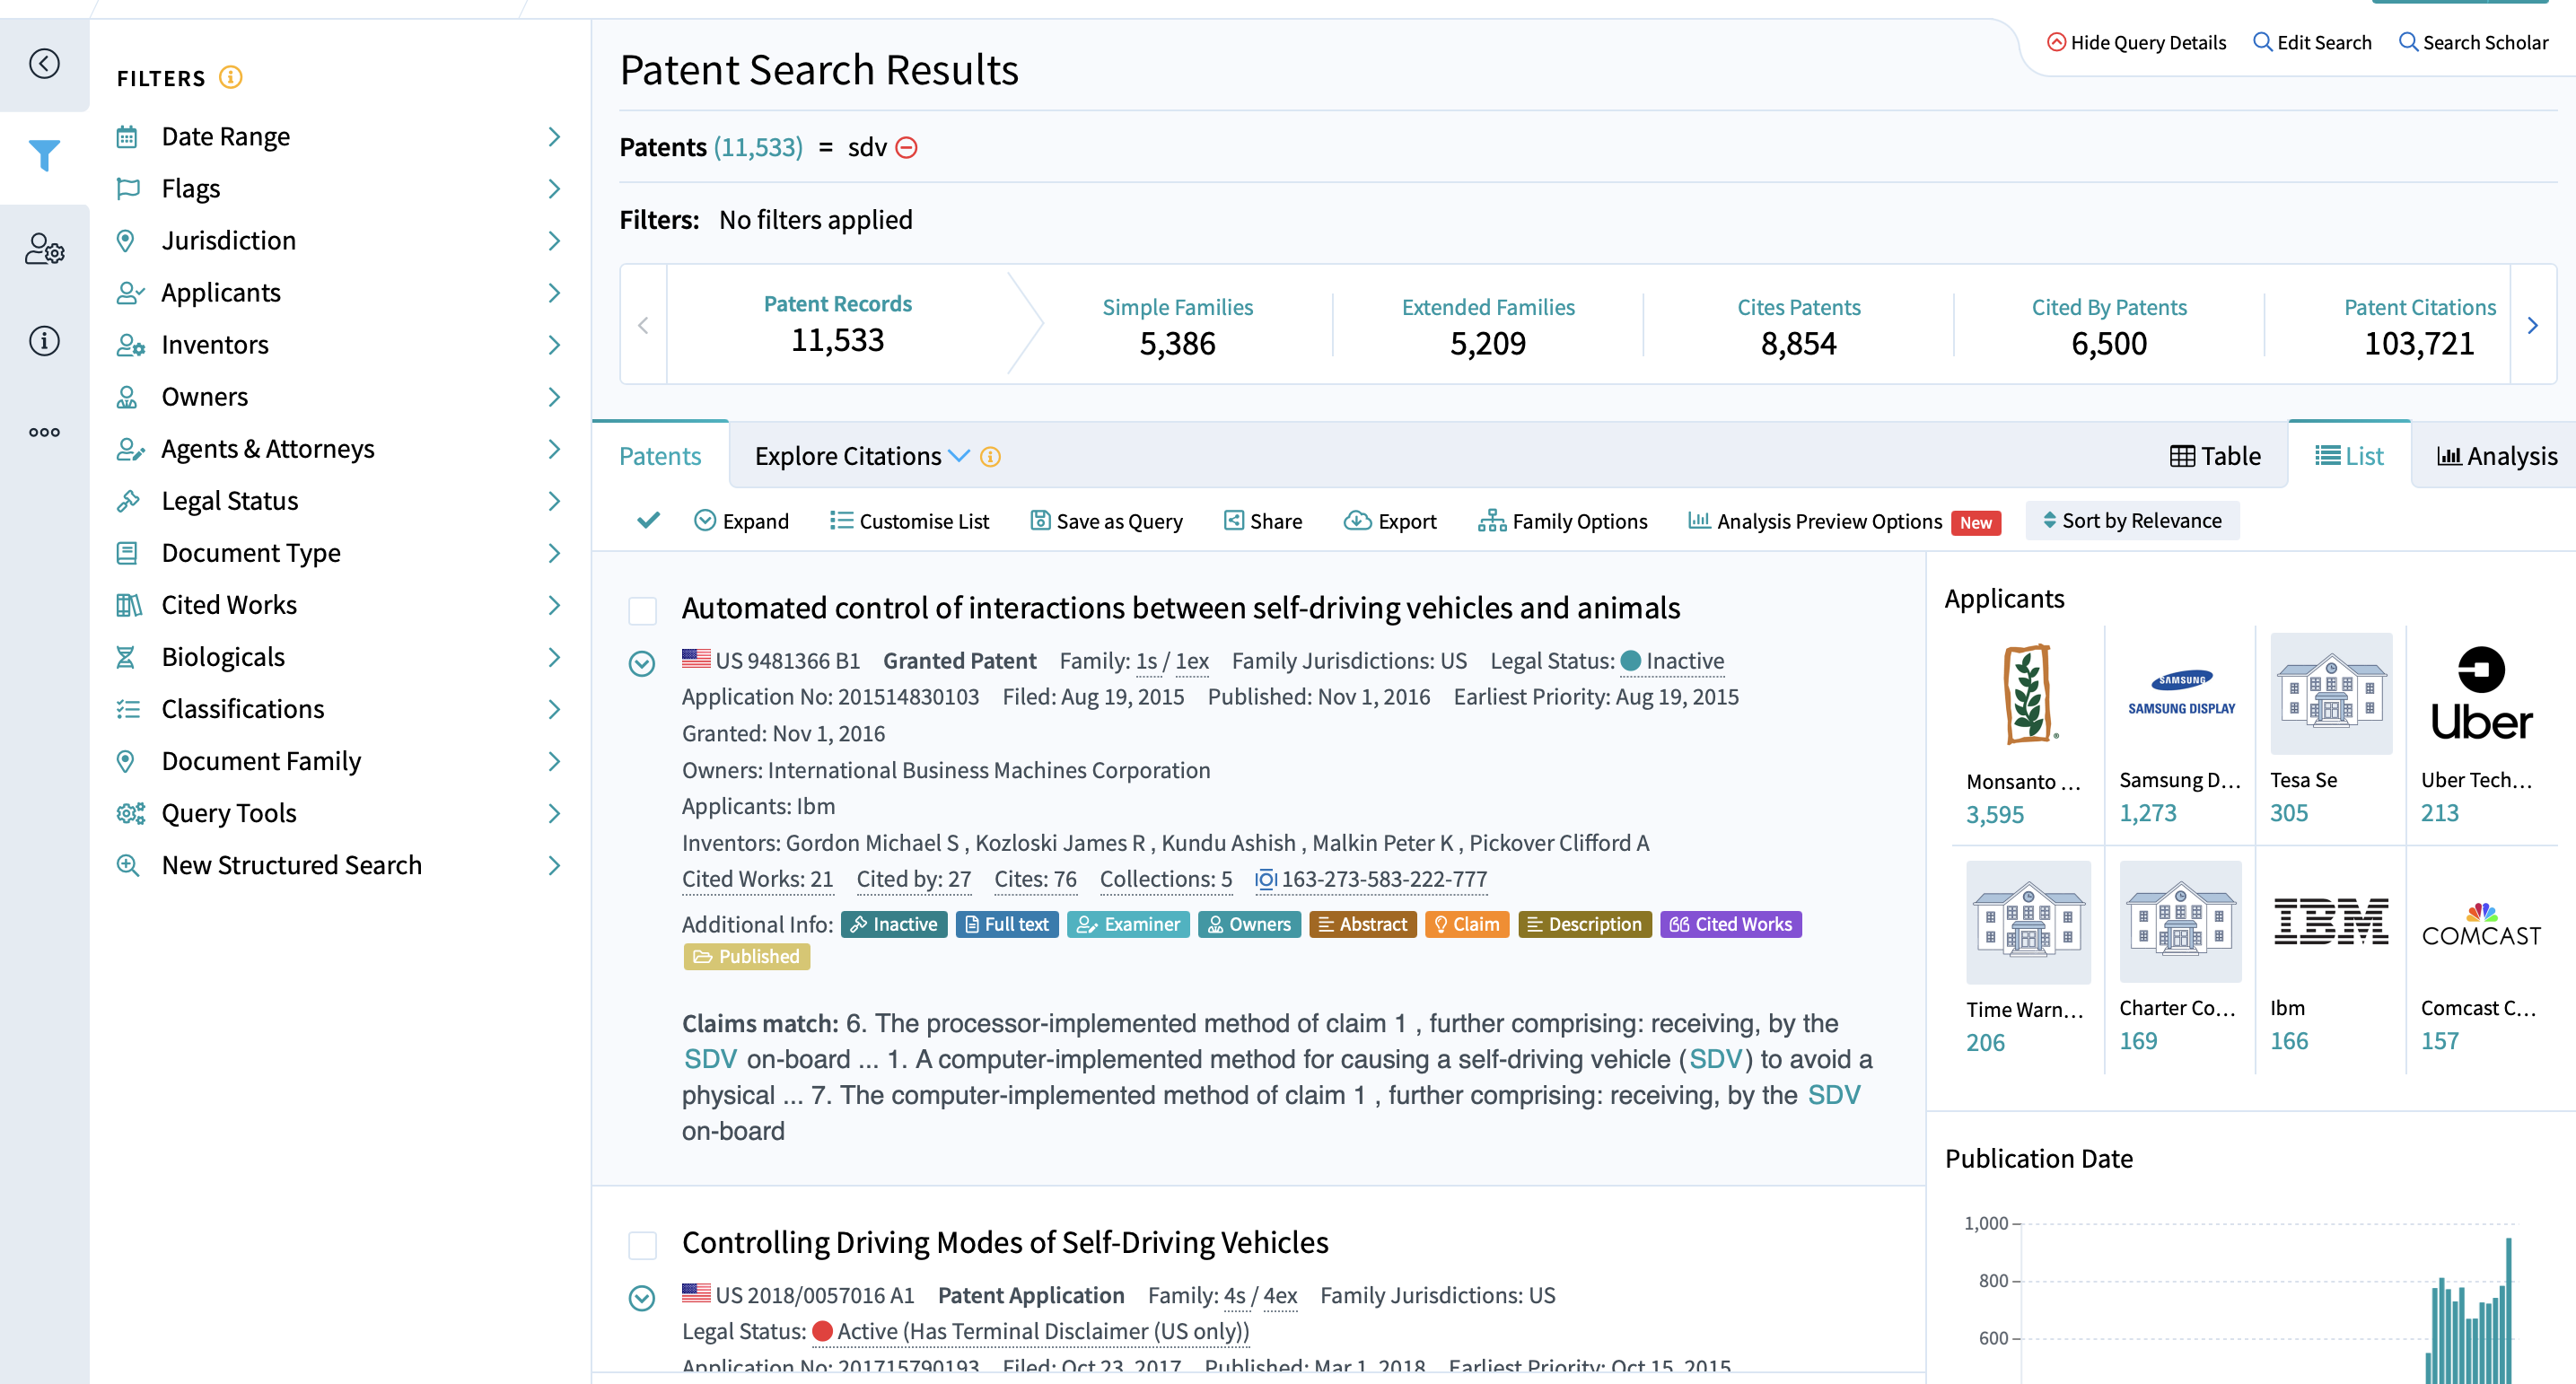 FILTERS
Date Range
Flags
Jurisdiction
Applicants
Inventors
Owners
Agents & Attorneys
Legal Status
Document Type
Cited Works
Biologicals
Classifications
Document Family
Query Tools
New Structured Search
Hide Query Details Edit Search Search Scholar
Patent Search Results
Patents (11,533) = sdv
Filters: No filters applied
Patent Records Simple Families Extended Families Cites Patents Cited By Patents Patent Citations
11,533 5,386 5,209 8,854 6,500 103,721
Patents Explore Citations Table List Analysis
Expand Customise List Save as Query Share Export Family Options Analysis Preview Options New Sort by Relevance
Automated control of interactions between self-driving vehicles and animals
US 9481366 B1 Granted Patent Family: 1s / 1ex Family Jurisdictions: US Legal Status: Inactive
Application No: 201514830103 Filed: Aug 19, 2015 Published: Nov 1, 2016 Earliest Priority: Aug 19, 2015
Granted: Nov 1, 2016
Owners: International Business Machines Corporation
Applicants: Ibm
Inventors: Gordon Michael S , Kozloski James R , Kundu Ashish , Malkin Peter K , Pickover Clifford A
Cited Works: 21 Cited by: 27 Cites: 76 Collections: 5 163-273-583-222-777
Additional Info: Inactive Full text Examiner Owners Abstract Claim Description Cited Works
Published
Claims match: 6. The processor-implemented method of claim 1 , further comprising: receiving, by the
SDV on-board ... 1. A computer-implemented method for causing a self-driving vehicle (SDV) to avoid a
physical ... 7. The computer-implemented method of claim 1 , further comprising: receiving, by the SDV
on-board
Controlling Driving Modes of Self-Driving Vehicles
US 2018/0057016 A1 Patent Application Family: 4s / 4ex Family Jurisdictions: US
Legal Status: Active (Has Terminal Disclaimer (US only))
Application No: 201715790193 Filed: Oct 23, 2017 Published: Mar 1, 2018 Earliest Priority: Oct 15, 2015
Applicants
SAMSUNG
SAMSUNG DISPLAY
Uber
Monsanto ... Samsung D... Tesa Se Uber Tech...
3,595 1,273 305 213
IBM
COMCAST
Time Warn... Charter Co... Ibm Comcast C...
206 169 166 157
Publication Date
1,000
800
600